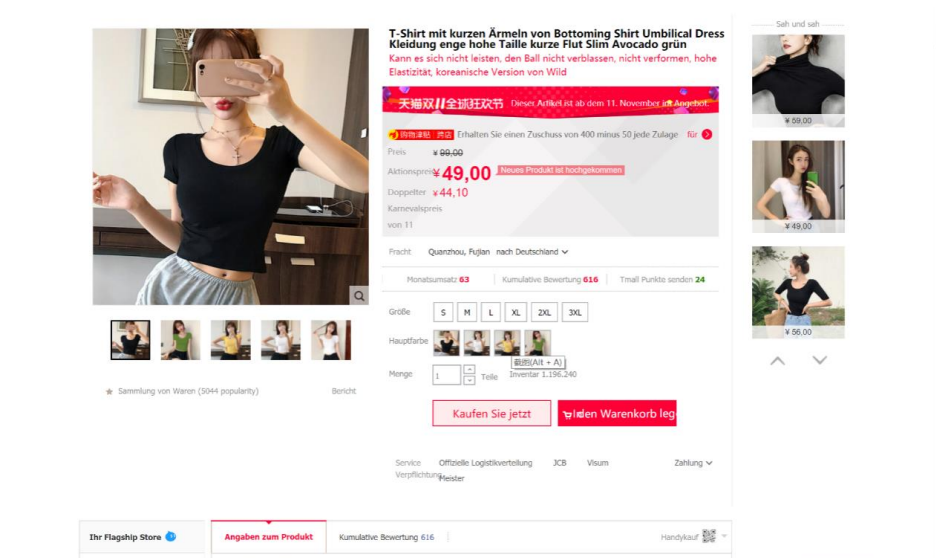 T-Shirt mit kurzen Ärmeln von Bottoming Shirt Umbilical Dress
Kleidung enge hohe Taille kurze Flut Slim Avocado grün
Kann es sich nicht leisten, den Ball nicht verblassen, nicht verformen, hohe
Elastizität, koreanische Version von Wild
天猫双11全球狂欢节 Dieser Artikel ist ab dem 11. November im Angebot.
购物津贴 跨店 Erhalten Sie einen Zuschuss von 400 minus 50 jede Zulage für
Preis ¥ 99,00
Aktionspreis ¥ 49,00 Neues Produkt ist hochgekommen
Doppelter ¥ 44,10
Karnevalspreis
von 11
Fracht Quanzhou, Fujian nach Deutschland
Monatsumsatz 63 Kumulative Bewertung 616 Tmall Punkte senden 24
Größe S M L XL 2XL 3XL
Hauptfarbe
截图(Alt + A)
Menge 1 Teile Inventar 1.196.240
Kaufen Sie jetzt In den Warenkorb leg
Sammlung von Waren (5044 popularity) Bericht
Service Offizielle Logistikverteilung JCB Visum Zahlung
Verpflichtung Meister
Seh und seh
¥ 59,00
¥ 49,00
¥ 56,00
Ihr Flagship Store Angaben zum Produkt Kumulative Bewertung 616 Handykauf